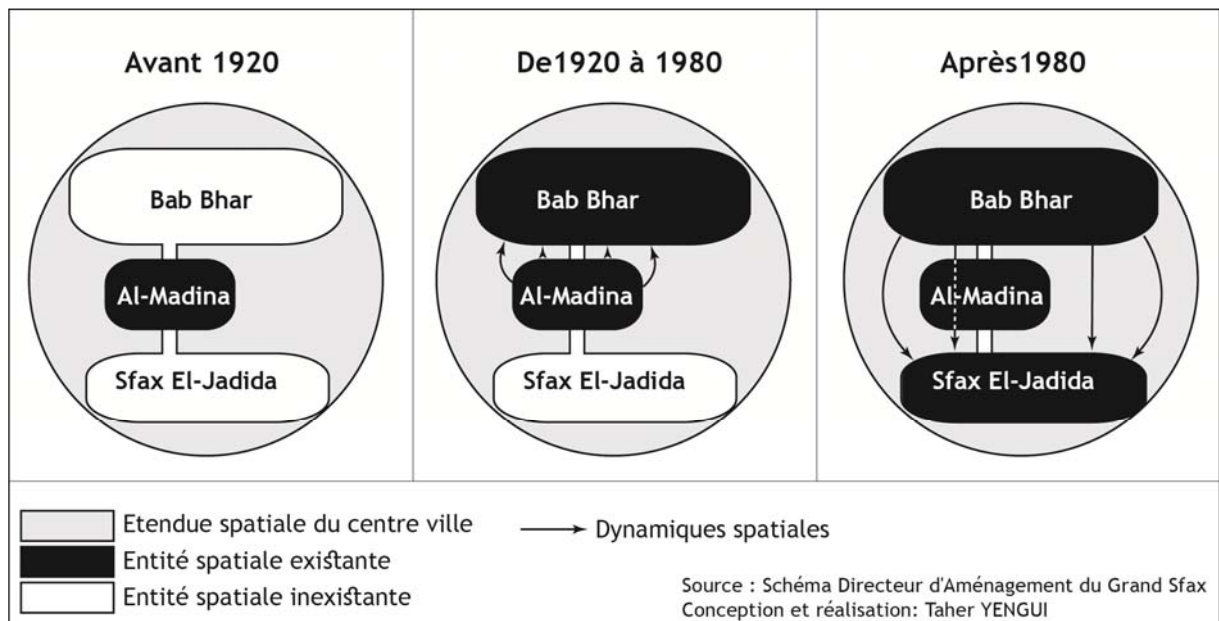 Avant 1920
De1920 à 1980
Après1980
Bab Bhar
Al-Madina
Sfax El-Jadida
Bab Bhar
Al-Madina
Sfax El-Jadida
Bab Bhar
Al-Madina
Sfax El-Jadida
Etendue spatiale du centre ville
Dynamiques spatiales
Entité spatiale existante
Entité spatiale inexistante
Source : Schéma Directeur d'Aménagement du Grand Sfax
Conception et réalisation: Taher YENGUI